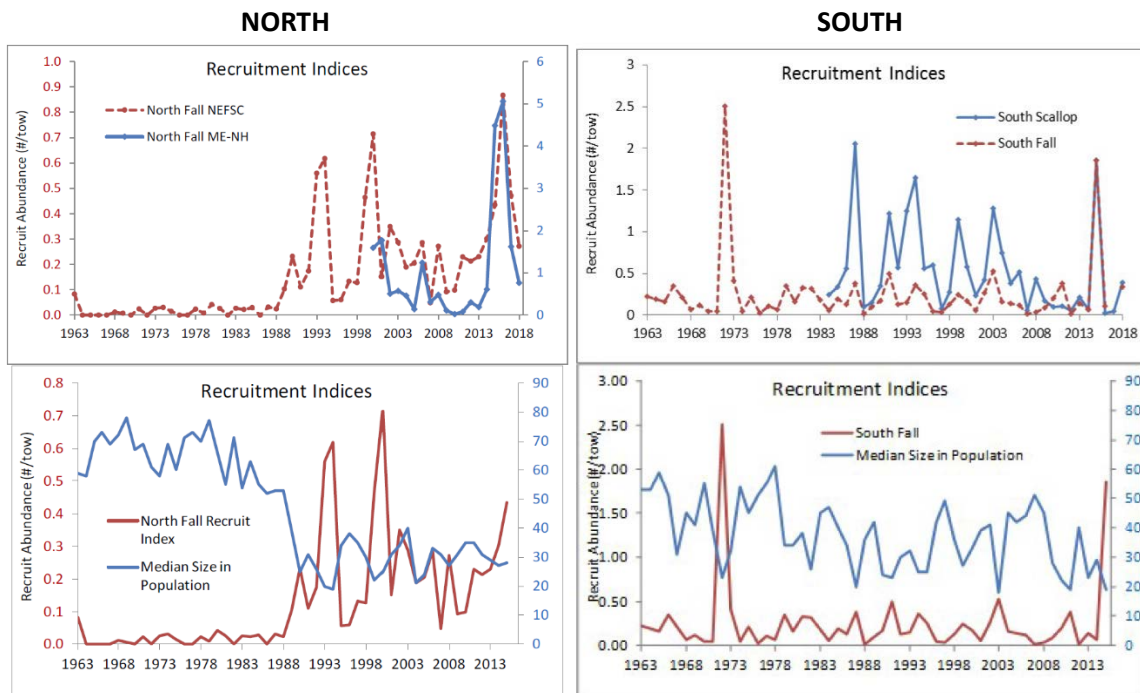 NORTH
SOUTH
Recruitment Indices
Recruit Abundance (#/tow)
1.0
0.9
0.8
0.7
0.6
0.5
0.4
0.3
0.2
0.1
0.0
6
5
4
3
2
1
0
North Fall NEFSC
North Fall ME-NH
1963 1968 1973 1978 1983 1988 1993 1998 2003 2008 2013 2018
Recruitment Indices
Recruit Abundance (#/tow)
3
2.5
2
1.5
1
0.5
0
South Scallop
South Fall
1963 1968 1973 1978 1983 1988 1993 1998 2003 2008 2013 2018
Recruitment Indices
Recruit Abundance (#/tow)
0.8
0.7
0.6
0.5
0.4
0.3
0.2
0.1
0.0
90
80
70
60
50
40
30
20
10
0
North Fall Recruit
Index
Median Size in
Population
1963 1968 1973 1978 1983 1988 1993 1998 2003 2008 2013
Recruitment Indices
Recruit Abundance (#/tow)
3.00
2.50
2.00
1.50
1.00
0.50
0.00
90
80
70
60
50
40
30
20
10
0
South Fall
Median Size in Population
1963 1968 1973 1978 1983 1988 1993 1998 2003 2008 2013